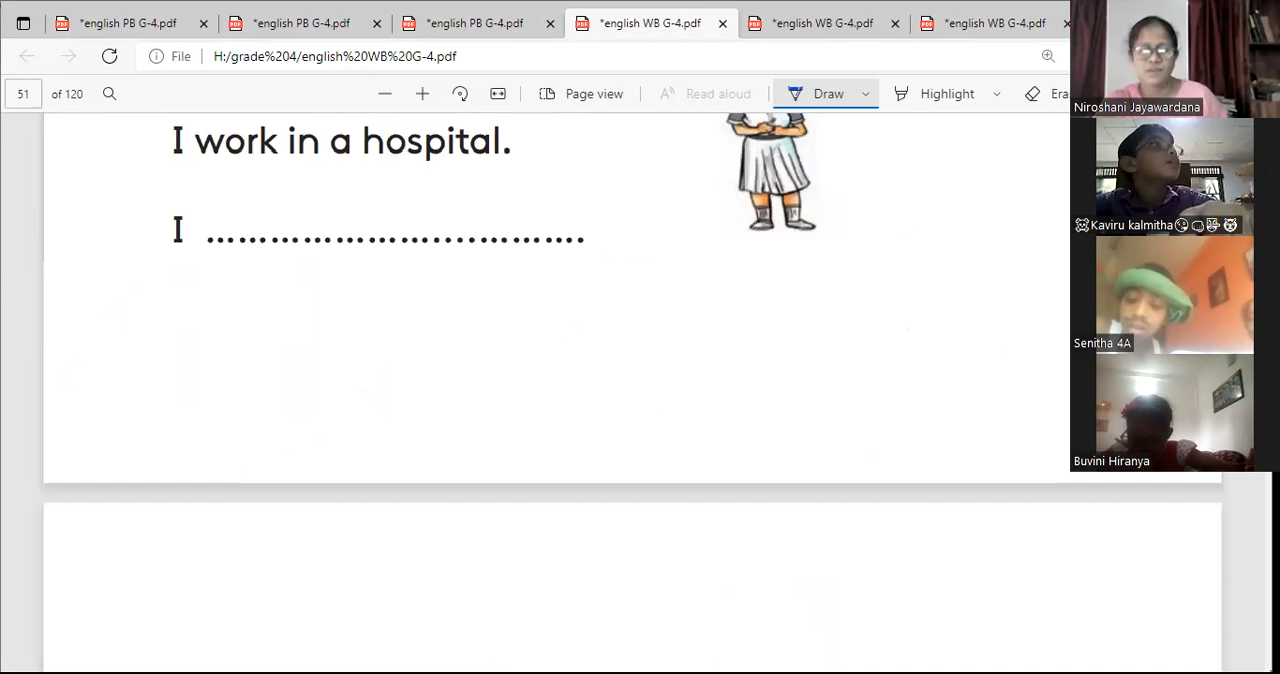 *english PB G-4.pdf
*english PB G-4.pdf
*english PB G-4.pdf
*english WB G-4.pdf
*english WB G-4.pdf
*english WB G-4.pdf
File
H:/grade%204/english%20WB%20G-4.pdf
51 of 120
Page view
Read aloud
Draw
Highlight
Era
I work in a hospital.
I ........................................
Niroshani Jayawardana
Kaviru kalmitha
Senitha 4A
Buvini Hiranya